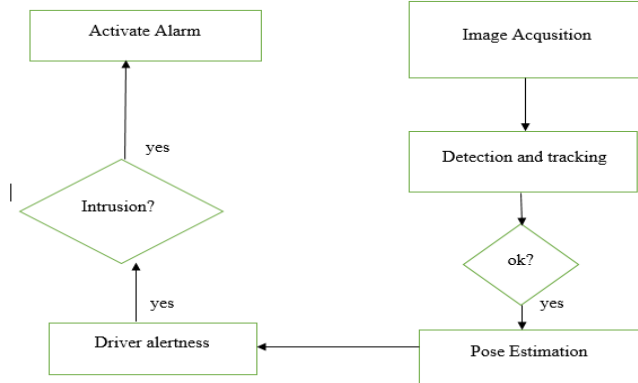 Activate Alarm
Image Acqusition
yes
Detection and tracking
Intrusion?
ok?
yes
yes
Driver alertness
Pose Estimation